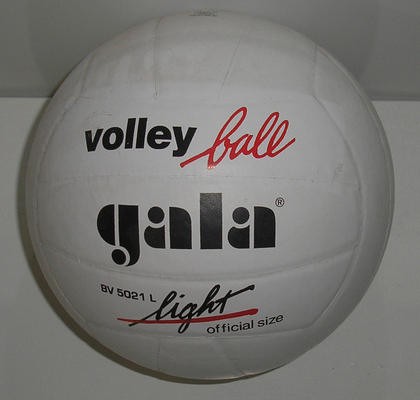 volley ball
gala®
BV 5021 L light
official size